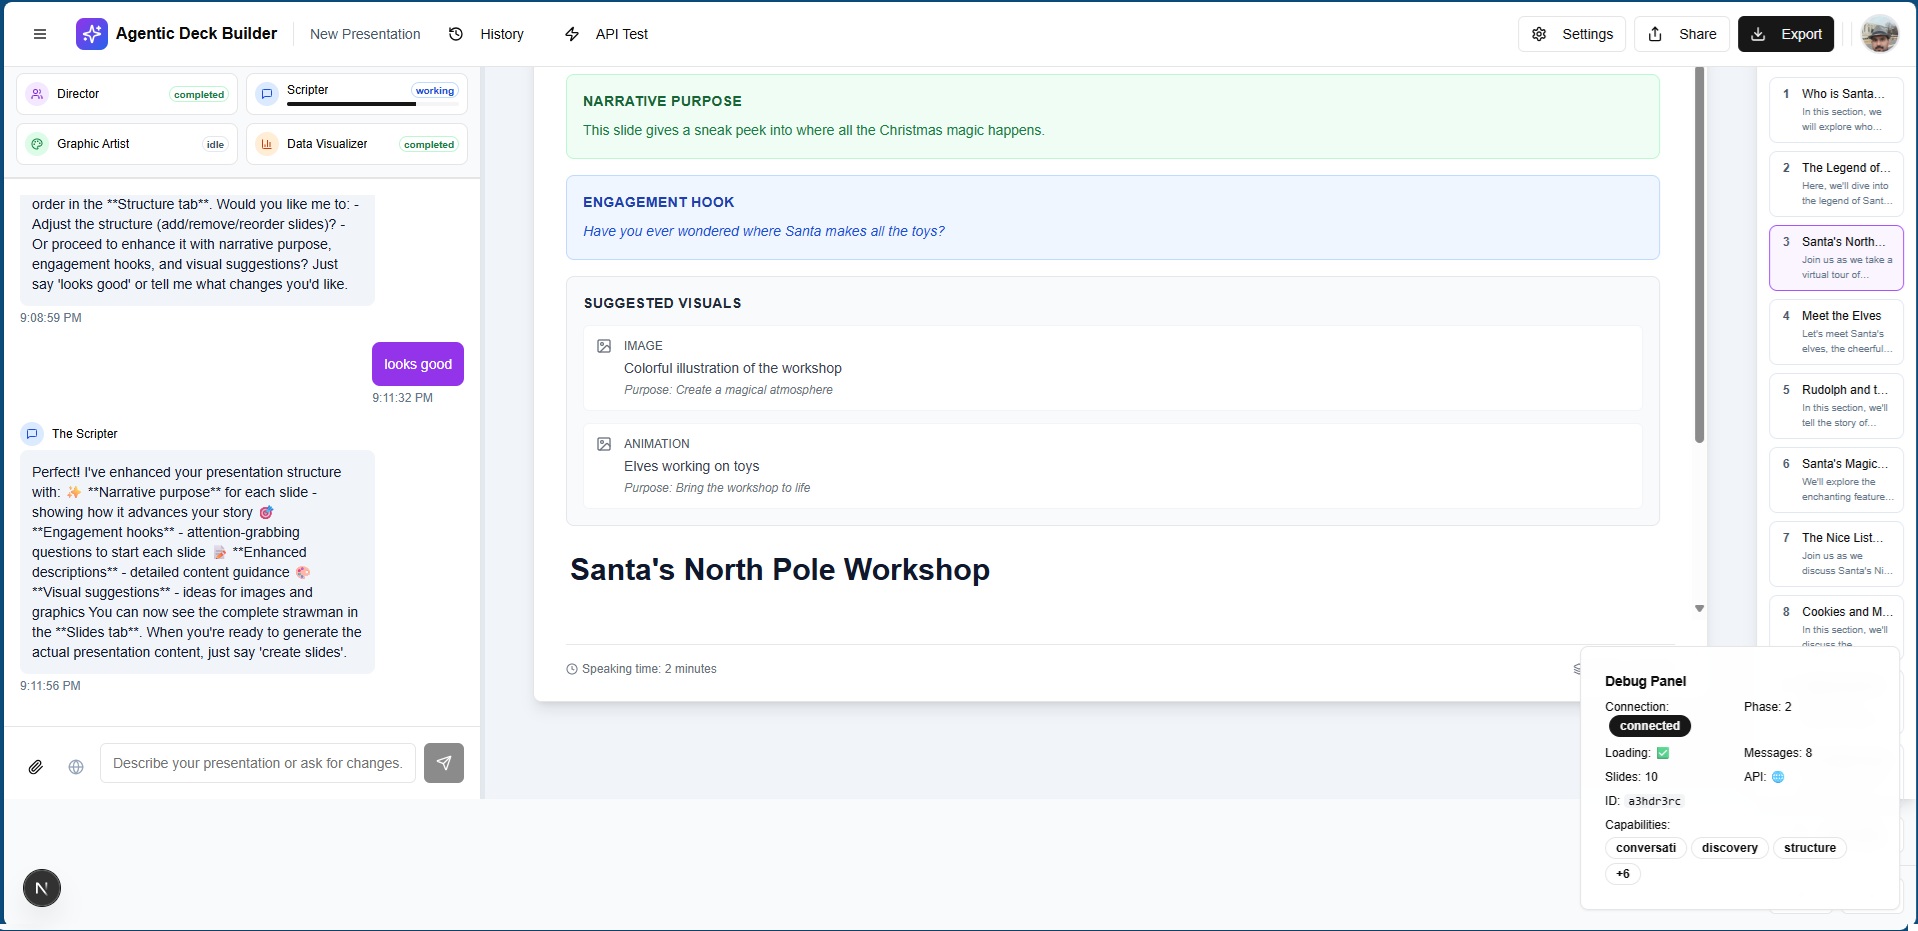 Agentic Deck Builder
New Presentation
History
API Test
Settings
Share
Export
Director
completed
Scripter
working
Graphic Artist
idle
Data Visualizer
completed
order in the **Structure tab**. Would you like me to: -
Adjust the structure (add/remove/reorder slides)? -
Or proceed to enhance it with narrative purpose,
engagement hooks, and visual suggestions? Just
say 'looks good' or tell me what changes you'd like.
9:08:59 PM
looks good
9:11:32 PM
The Scripter
Perfect! I've enhanced your presentation structure
with: ✨ **Narrative purpose** for each slide -
showing how it advances your story 🎯
**Engagement hooks** - attention-grabbing
questions to start each slide 📝 **Enhanced
descriptions** - detailed content guidance 🎨
**Visual suggestions** - ideas for images and
graphics You can now see the complete strawman in
the **Slides tab**. When you're ready to generate the
actual presentation content, just say 'create slides'.
9:11:56 PM
Describe your presentation or ask for changes.
N
NARRATIVE PURPOSE
This slide gives a sneak peek into where all the Christmas magic happens.
ENGAGEMENT HOOK
Have you ever wondered where Santa makes all the toys?
SUGGESTED VISUALS
IMAGE
Colorful illustration of the workshop
Purpose: Create a magical atmosphere
ANIMATION
Elves working on toys
Purpose: Bring the workshop to life
Santa's North Pole Workshop
Speaking time: 2 minutes
1 Who is Santa...
In this section, we
will explore who...
2 The Legend of...
Here, we'll dive into
the legend of Sant...
3 Santa's North...
Join us as we take a
virtual tour of...
4 Meet the Elves
Let's meet Santa's
elves, the cheerful...
5 Rudolph and t...
In this section, we'll
tell the story of...
6 Santa's Magic...
We'll explore the
enchanting feature...
7 The Nice List...
Join us as we
discuss Santa's Ni...
8 Cookies and M...
In this section, we'll
discuss the
Debug Panel
Connection:
connected
Phase: 2
Loading: ✅
Messages: 8
Slides: 10
API: 🌐
ID: a3hdr3rc
Capabilities:
conversati
discovery
structure
+6